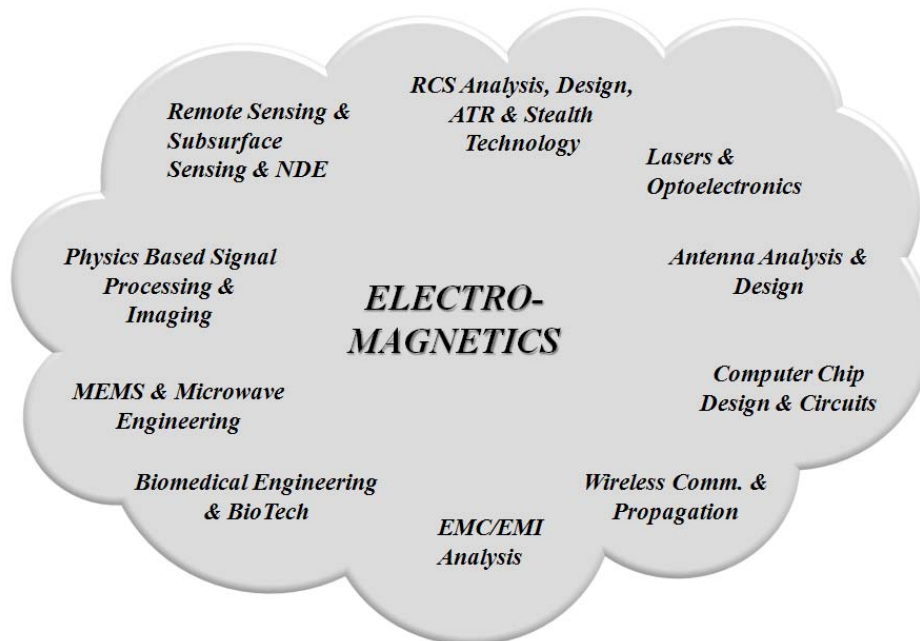 RCS Analysis, Design,
ATR & Stealth
Technology
Remote Sensing &
Subsurface
Sensing & NDE
Lasers &
Optoelectronics
Physics Based Signal
Processing &
Imaging
Antenna Analysis &
Design
ELECTRO-
MAGNETICS
MEMS & Microwave
Engineering
Computer Chip
Design & Circuits
Biomedical Engineering
& BioTech
Wireless Comm. &
Propagation
EMC/EMI
Analysis